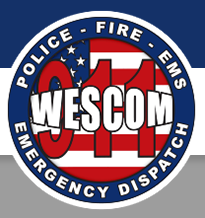 POLICE - FIRE - EMS
911
WESCOM
EMERGENCY DISPATCH